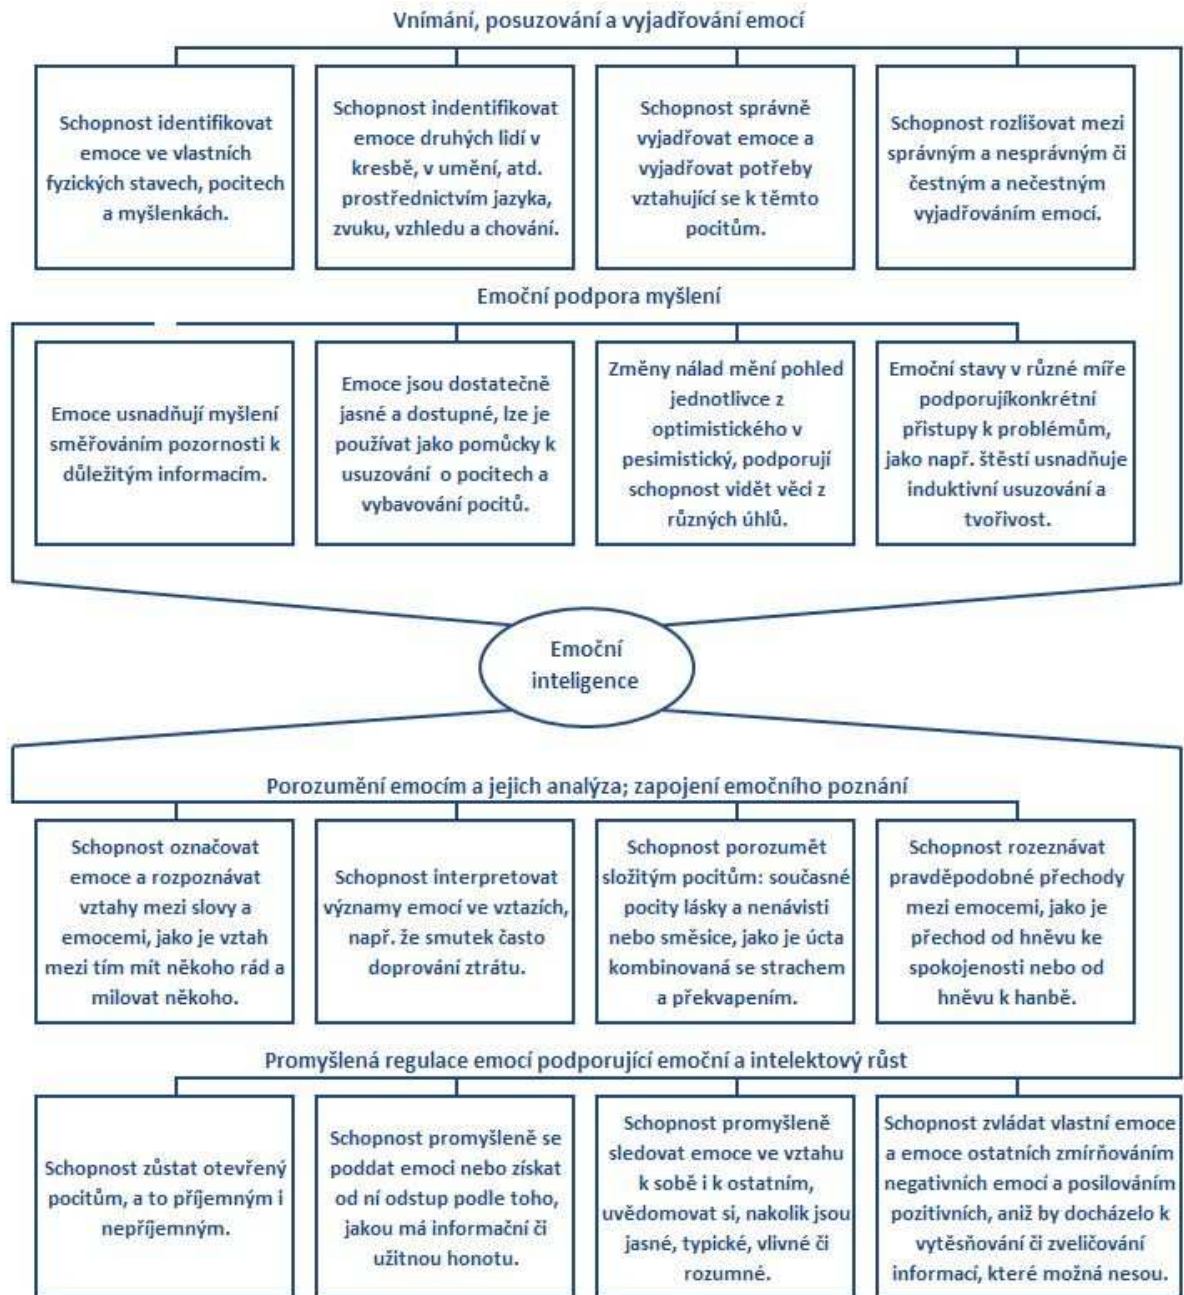 Vnímání, posuzování a vyjadřování emocí
Schopnost identifikovat
emoce ve vlastních
fyzických stavech, pocitech
a myšlenkách.
Schopnost indentifikovat
emoce druhých lidí v
kresbě, v umění, atd.
prostřednictvím jazyka,
zvuku, vzhledu a chování.
Schopnost správně
vyjadřovat emoce a
vyjadřovat potřeby
vztahující se k těmto
pocitům.
Schopnost rozlišovat mezi
správným a nesprávným či
čestným a nečestným
vyjadřováním emocí.
Emoční podpora myšlení
Emoce usnadňují myšlení
směřováním pozornosti k
důležitým informacím.
Emoce jsou dostatečně
jasné a dostupné, lze je
používat jako pomůcky k
usuzování o pocitech a
vybavování pocitů.
Změny nálad mění pohled
jednotlivce z
optimistického v
pesimistický, podporují
schopnost vidět věci z
různých úhlů.
Emoční stavy v různé míře
podporujíkonkrétní
přistupy k problémům,
jako např. štěstí usnadňuje
induktivní usuzování a
tvořivost.
Emoční
inteligence
Porozumění emocím a jejich analýza; zapojení emočního poznání
Schopnost označovat
emoce a rozpoznávat
vztahy mezi slovy a
emocemi, jako je vztah
mezi tím mít někoho rád a
milovat někoho.
Schopnost interpretovat
významy emocí ve vztazích,
např. že smutek často
doprování ztrátu.
Schopnost porozumět
složitým pocitům: současné
pocity lásky a nenávisti
nebo směsice, jako je úcta
kombinovaná se strachem
a překvapením.
Schopnost rozeznávat
pravděpodobné přechody
mezi emocemi, jako je
přechod od hněvu ke
spokojenosti nebo od
hněvu k hanbě.
Promyšlená regulace emocí podporující emoční a intelektový růst
Schopnost zůstat otevřený
pocitům, a to příjemným i
nepříjemným.
Schopnost promyšleně se
poddat emoci nebo získat
od ní odstup podle toho,
jakou má informační či
užitnou honotu.
Schopnost promyšleně
sledovat emoce ve vztahu
k sobě i k ostatním,
uvědomovat si, nakolik jsou
jasné, typické, vlivné či
rozumné.
Schopnost zvládat vlastní emoce
a emoce ostatních zmírňováním
negativních emocí a posilováním
pozitivních, aniž by docházelo k
vytěsňování či zveličování
informací, které možná nesou.